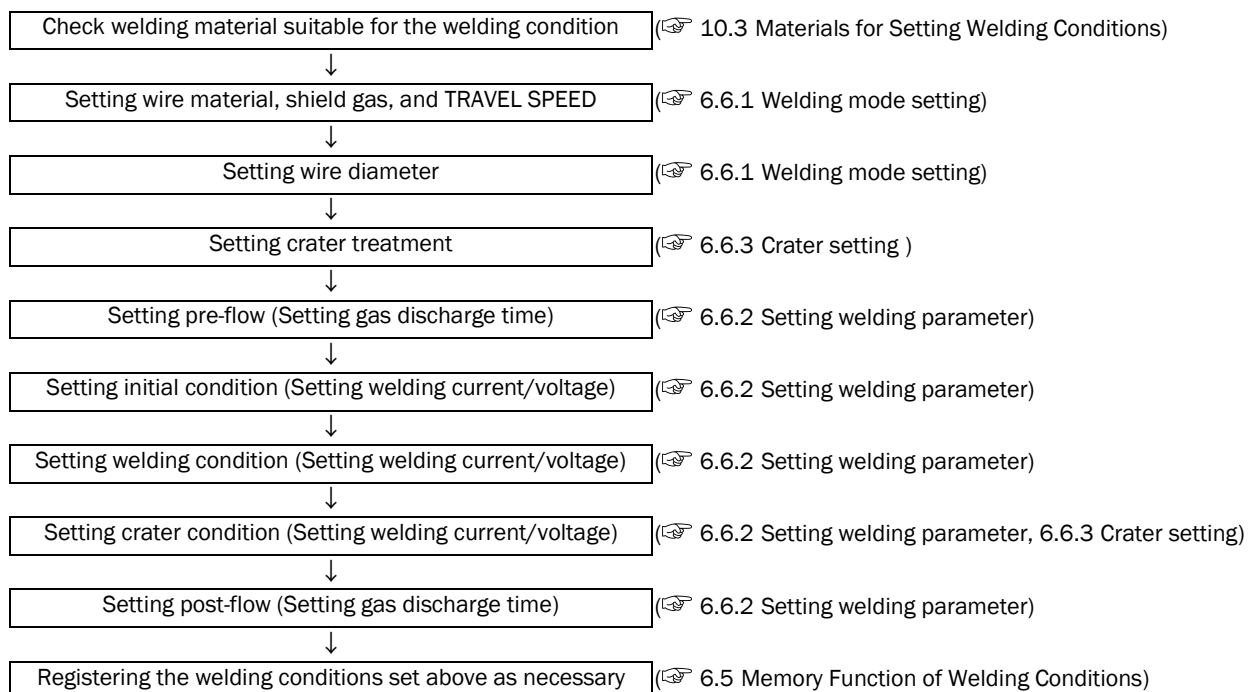 Check welding material suitable for the welding condition (☞ 10.3 Materials for Setting Welding Conditions)
↓
Setting wire material, shield gas, and TRAVEL SPEED (☞ 6.6.1 Welding mode setting)
↓
Setting wire diameter (☞ 6.6.1 Welding mode setting)
↓
Setting crater treatment (☞ 6.6.3 Crater setting )
↓
Setting pre-flow (Setting gas discharge time) (☞ 6.6.2 Setting welding parameter)
↓
Setting initial condition (Setting welding current/voltage) (☞ 6.6.2 Setting welding parameter)
↓
Setting welding condition (Setting welding current/voltage) (☞ 6.6.2 Setting welding parameter)
↓
Setting crater condition (Setting welding current/voltage) (☞ 6.6.2 Setting welding parameter, 6.6.3 Crater setting)
↓
Setting post-flow (Setting gas discharge time) (☞ 6.6.2 Setting welding parameter)
↓
Registering the welding conditions set above as necessary (☞ 6.5 Memory Function of Welding Conditions)